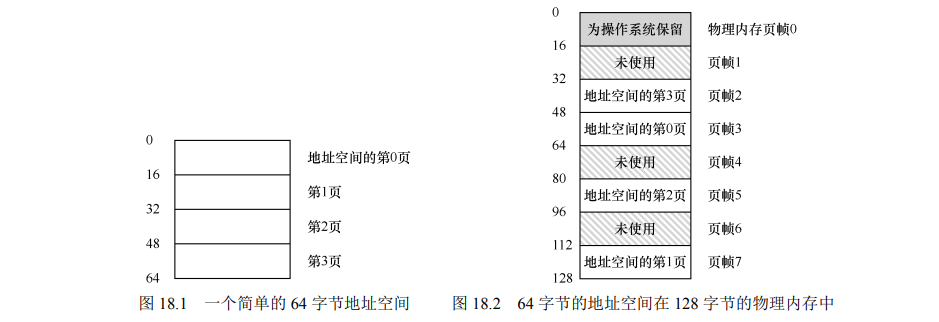 0
地址空间的第0页
16
第1页
32
第2页
48
第3页
64
图 18.1 一个简单的 64 字节地址空间
0
为操作系统保留 物理内存页帧0
16
未使用 页帧1
32
地址空间的第3页 页帧2
48
地址空间的第0页 页帧3
64
未使用 页帧4
80
地址空间的第2页 页帧5
96
未使用 页帧6
112
地址空间的第1页 页帧7
128
图 18.2 64 字节的地址空间在 128 字节的物理内存中